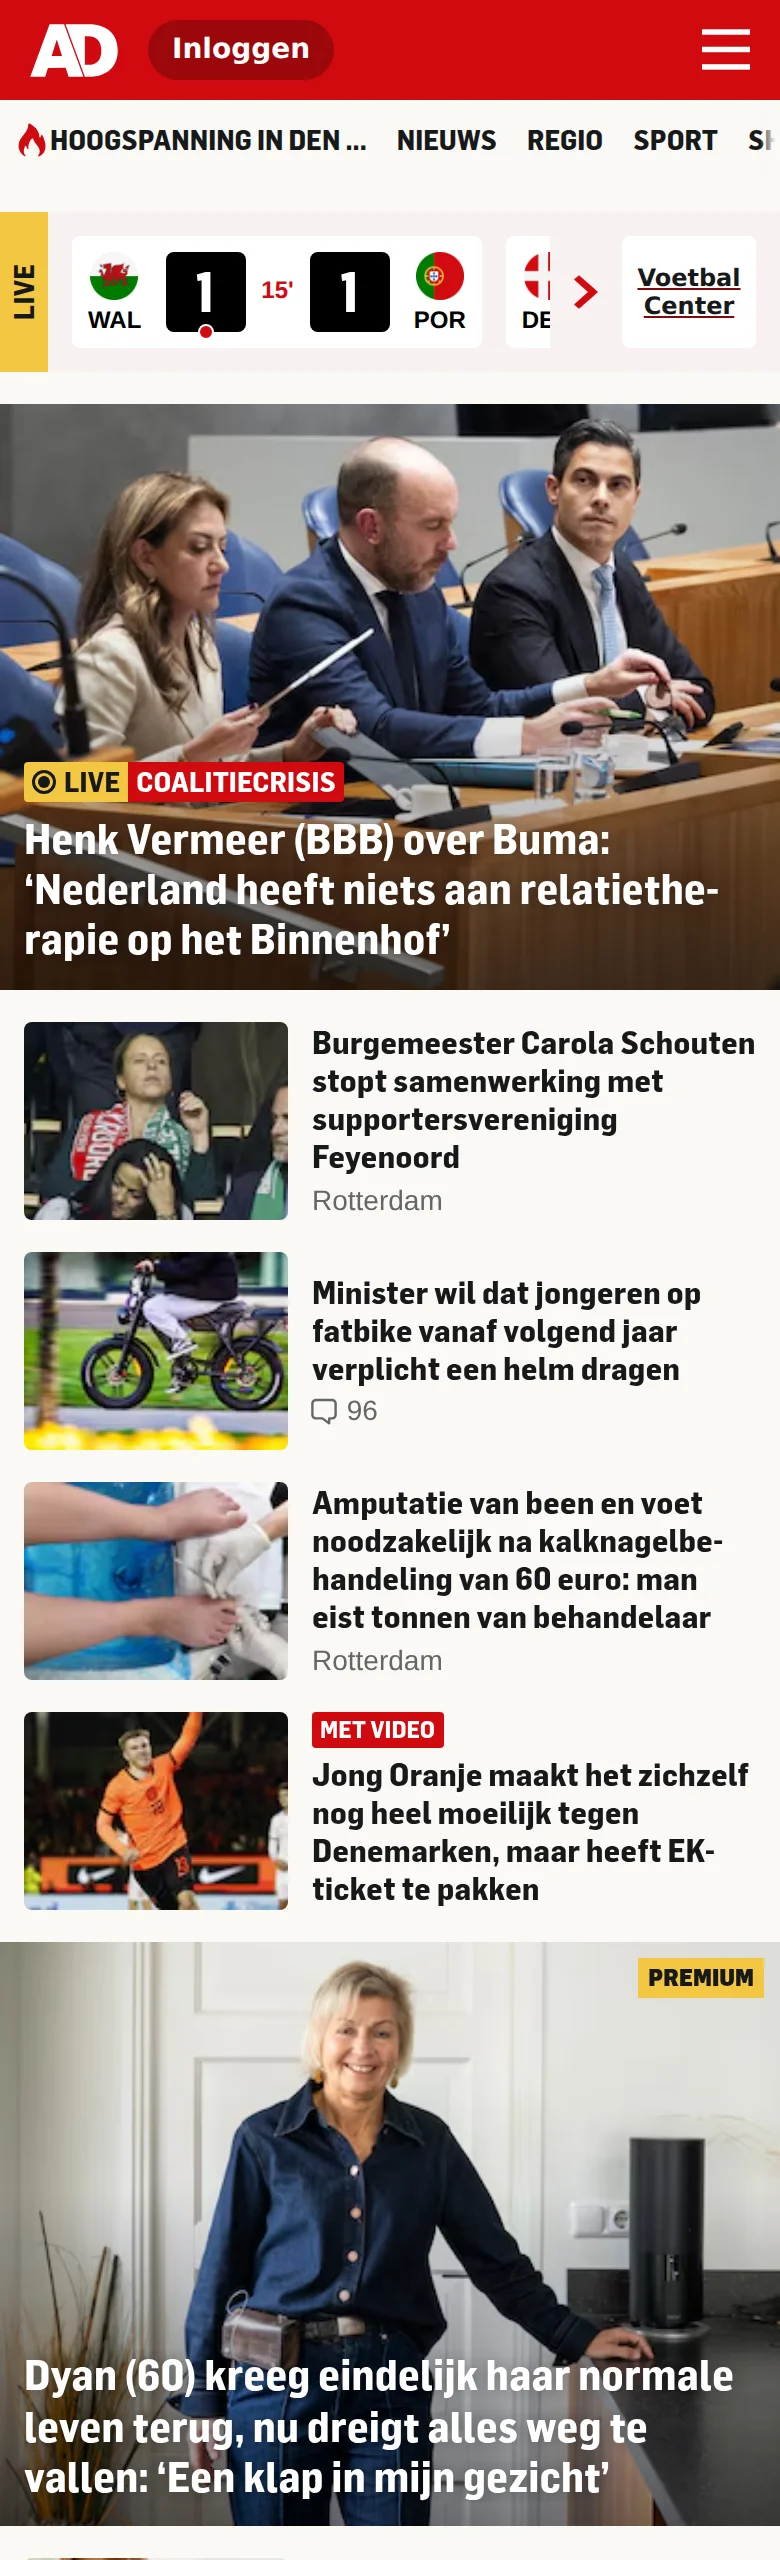 AD
Inloggen
HOOGSPANNING IN DEN ...
NIEUWS
REGIO
SPORT
LIVE
WAL
1
15'
1
POR
DE
Voetbal
Center
LIVE COALITIECRISIS
Henk Vermeer (BBB) over Buma:
‘Nederland heeft niets aan relatiethe-
rapie op het Binnenhof’
Burgemeester Carola Schouten
stopt samenwerking met
supportersvereniging
Feyenoord
Rotterdam
Minister wil dat jongeren op
fatbike vanaf volgend jaar
verplicht een helm dragen
96
Amputatie van been en voet
noodzakelijk na kalknagelbe-
handeling van 60 euro: man
eist tonnen van behandelaar
Rotterdam
MET VIDEO
Jong Oranje maakt het zichzelf
nog heel moeilijk tegen
Denemarken, maar heeft EK-
ticket te pakken
PREMIUM
Dyan (60) kreeg eindelijk haar normale
leven terug, nu dreigt alles weg te
vallen: ‘Een klap in mijn gezicht’